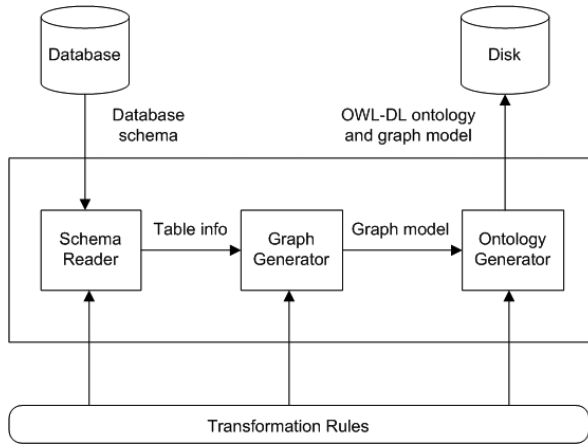 Database
Disk
Database
schema
OWL-DL ontology
and graph model
Schema
Reader
Table info
Graph
Generator
Graph model
Ontology
Generator
Transformation Rules